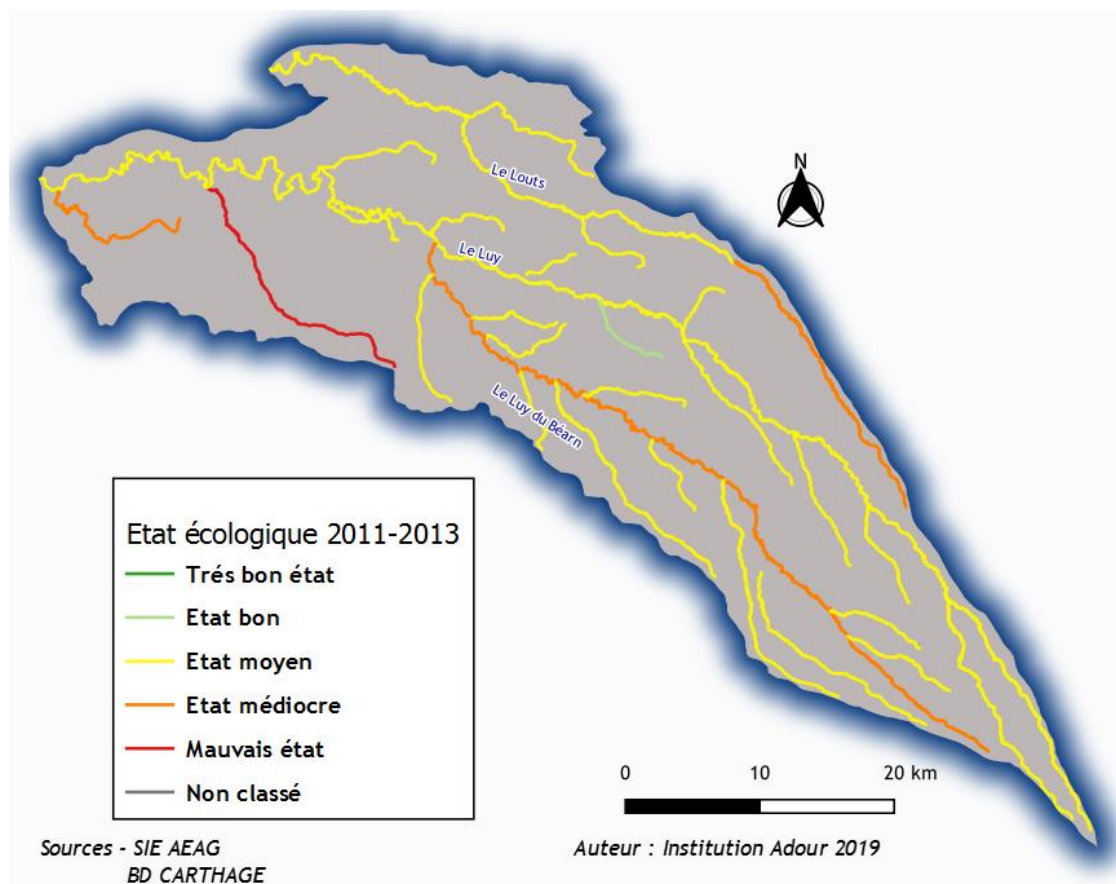 N
Le Louts
Le Luy
Le Luy du Béarn
Etat écologique 2011-2013
Trés bon état
Etat bon
Etat moyen
Etat médiocre
Mauvais état
Non classé
0 10 20 km
Sources - SIE AEAG
BD CARTHAGE
Auteur : Institution Adour 2019